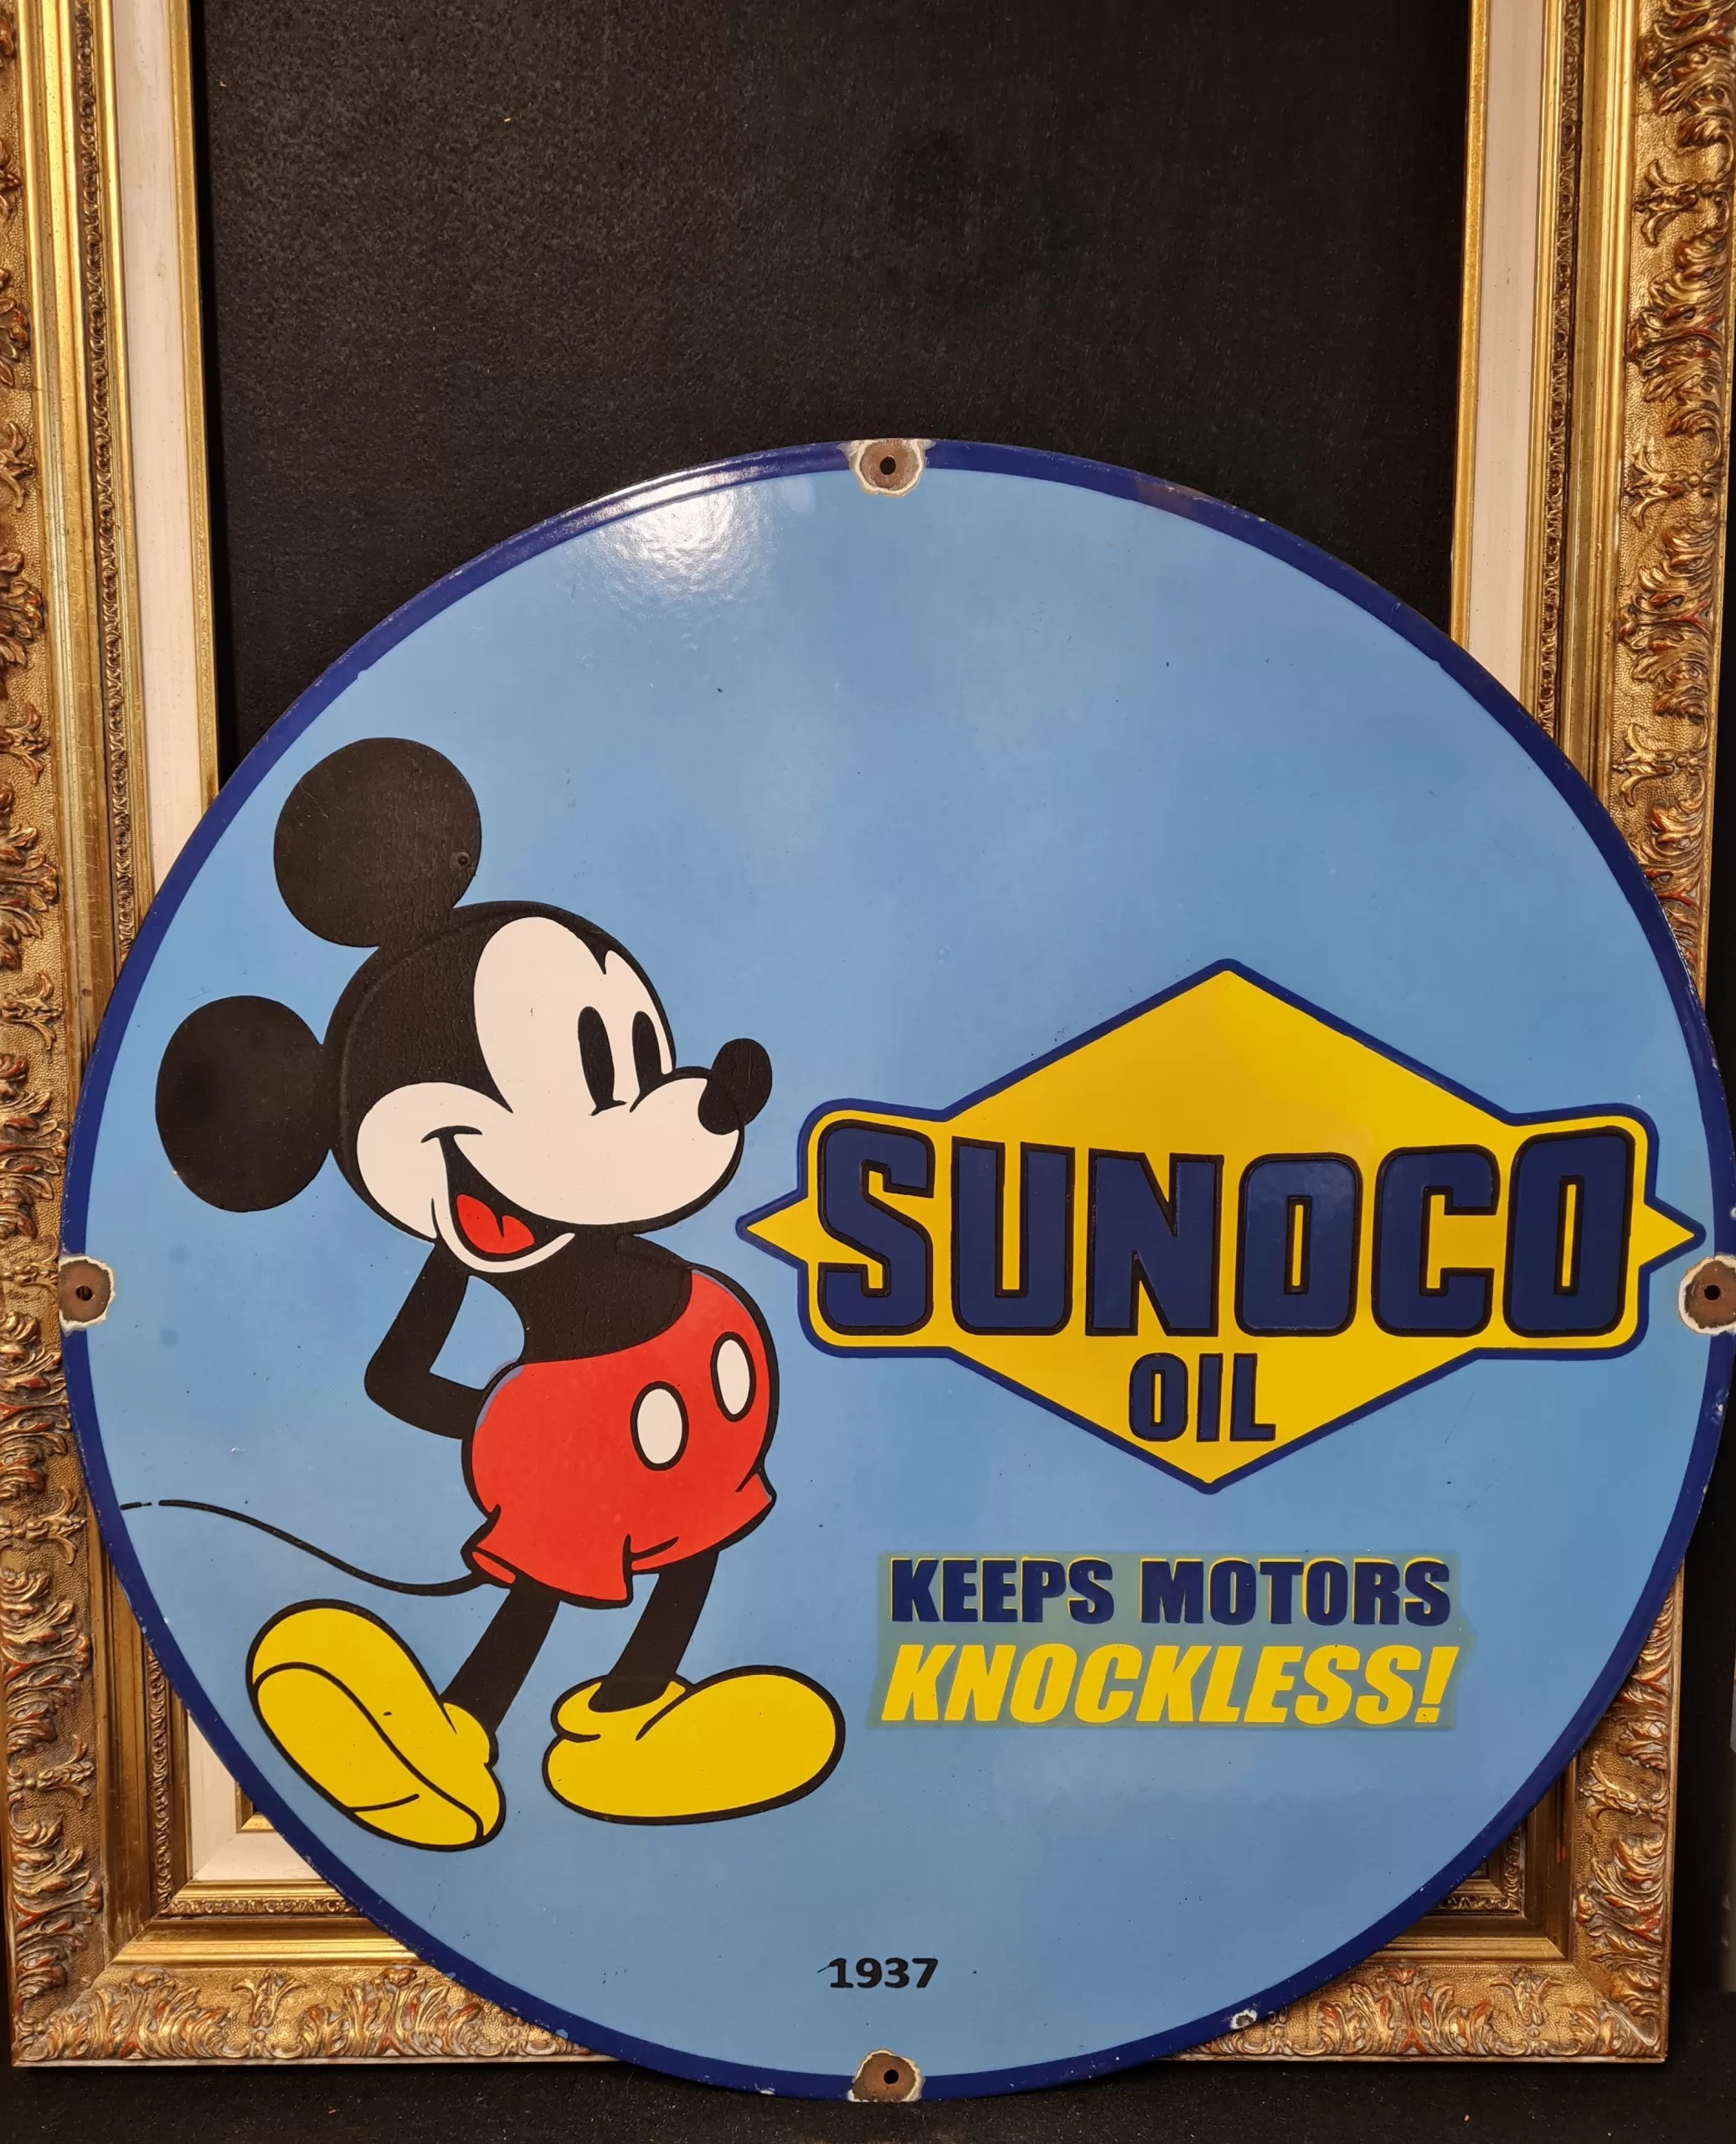 SUNOCO
OIL
KEEPS MOTORS
KNOCKLESS!
1937